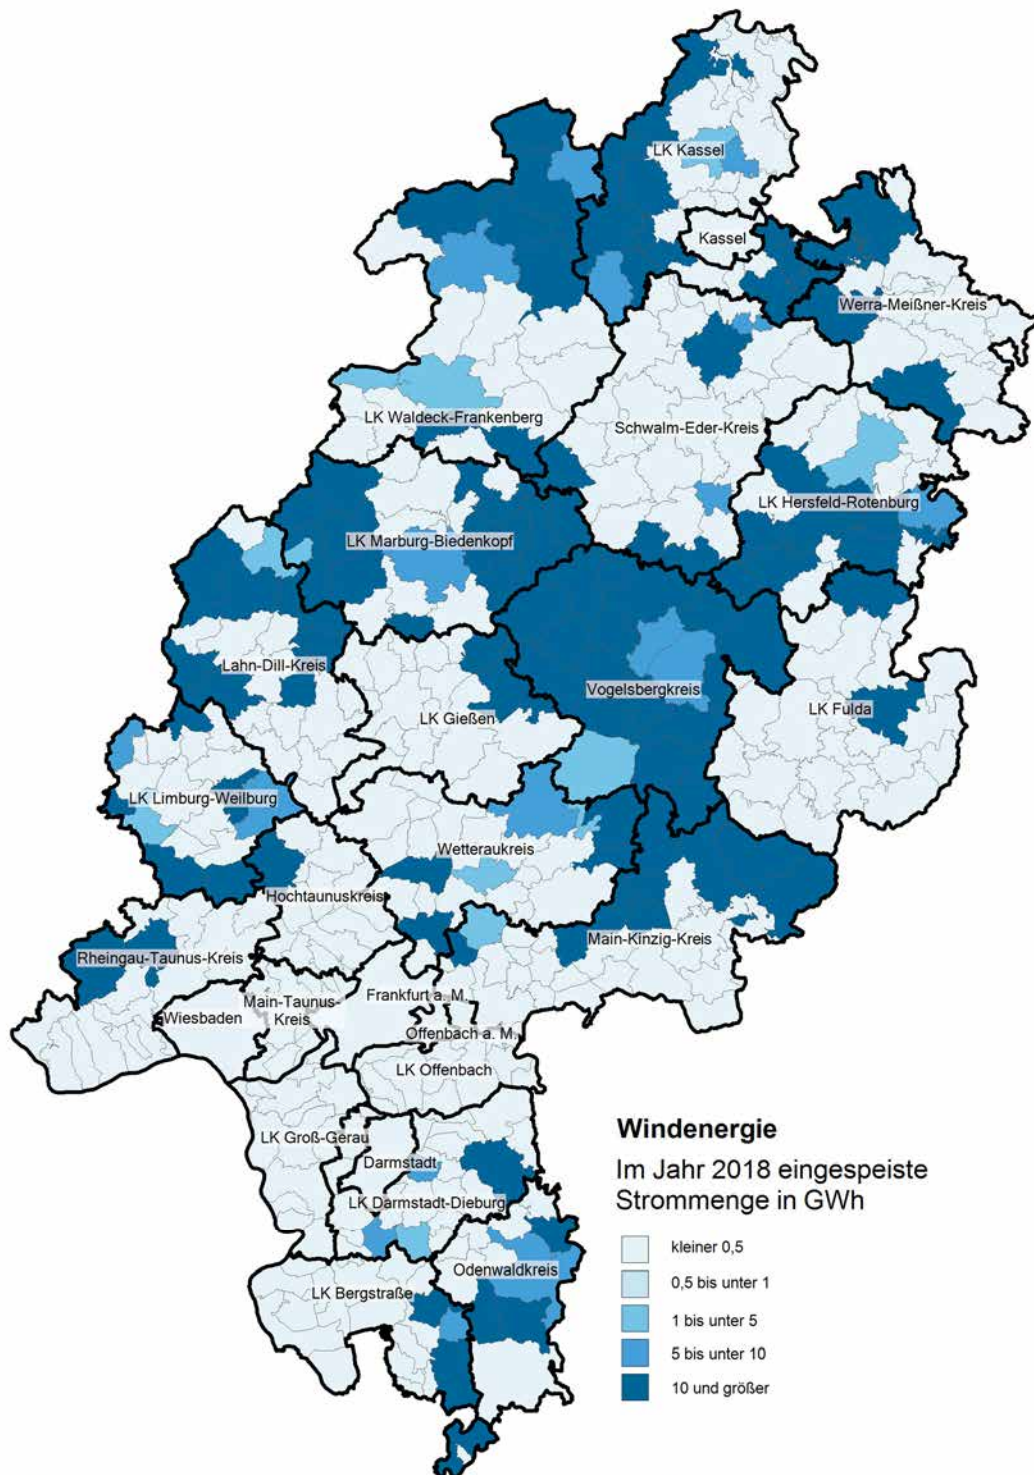 LK Kassel
Kassel
Werra-Meißner-Kreis
LK Waldeck-Frankenberg
Schwalm-Eder-Kreis
LK Hersfeld-Rotenburg
LK Marburg-Biedenkopf
Lahn-Dill-Kreis
Vogelsbergkreis
LK Gießen
LK Fulda
LK Limburg-Weilburg
Wetteraukreis
Hochtaunuskreis
Main-Kinzig-Kreis
Rheingau-Taunus-Kreis
Frankfurt a. M.
Main-Taunus-
Kreis
Wiesbaden
Offenbach a. M.
LK Offenbach
LK Groß-Gerau
Darmstadt
LK Darmstadt-Dieburg
Odenwaldkreis
LK Bergstraße
Windenergie
Im Jahr 2018 eingespeiste
Strommenge in GWh
kleiner 0,5
0,5 bis unter 1
1 bis unter 5
5 bis unter 10
10 und größer